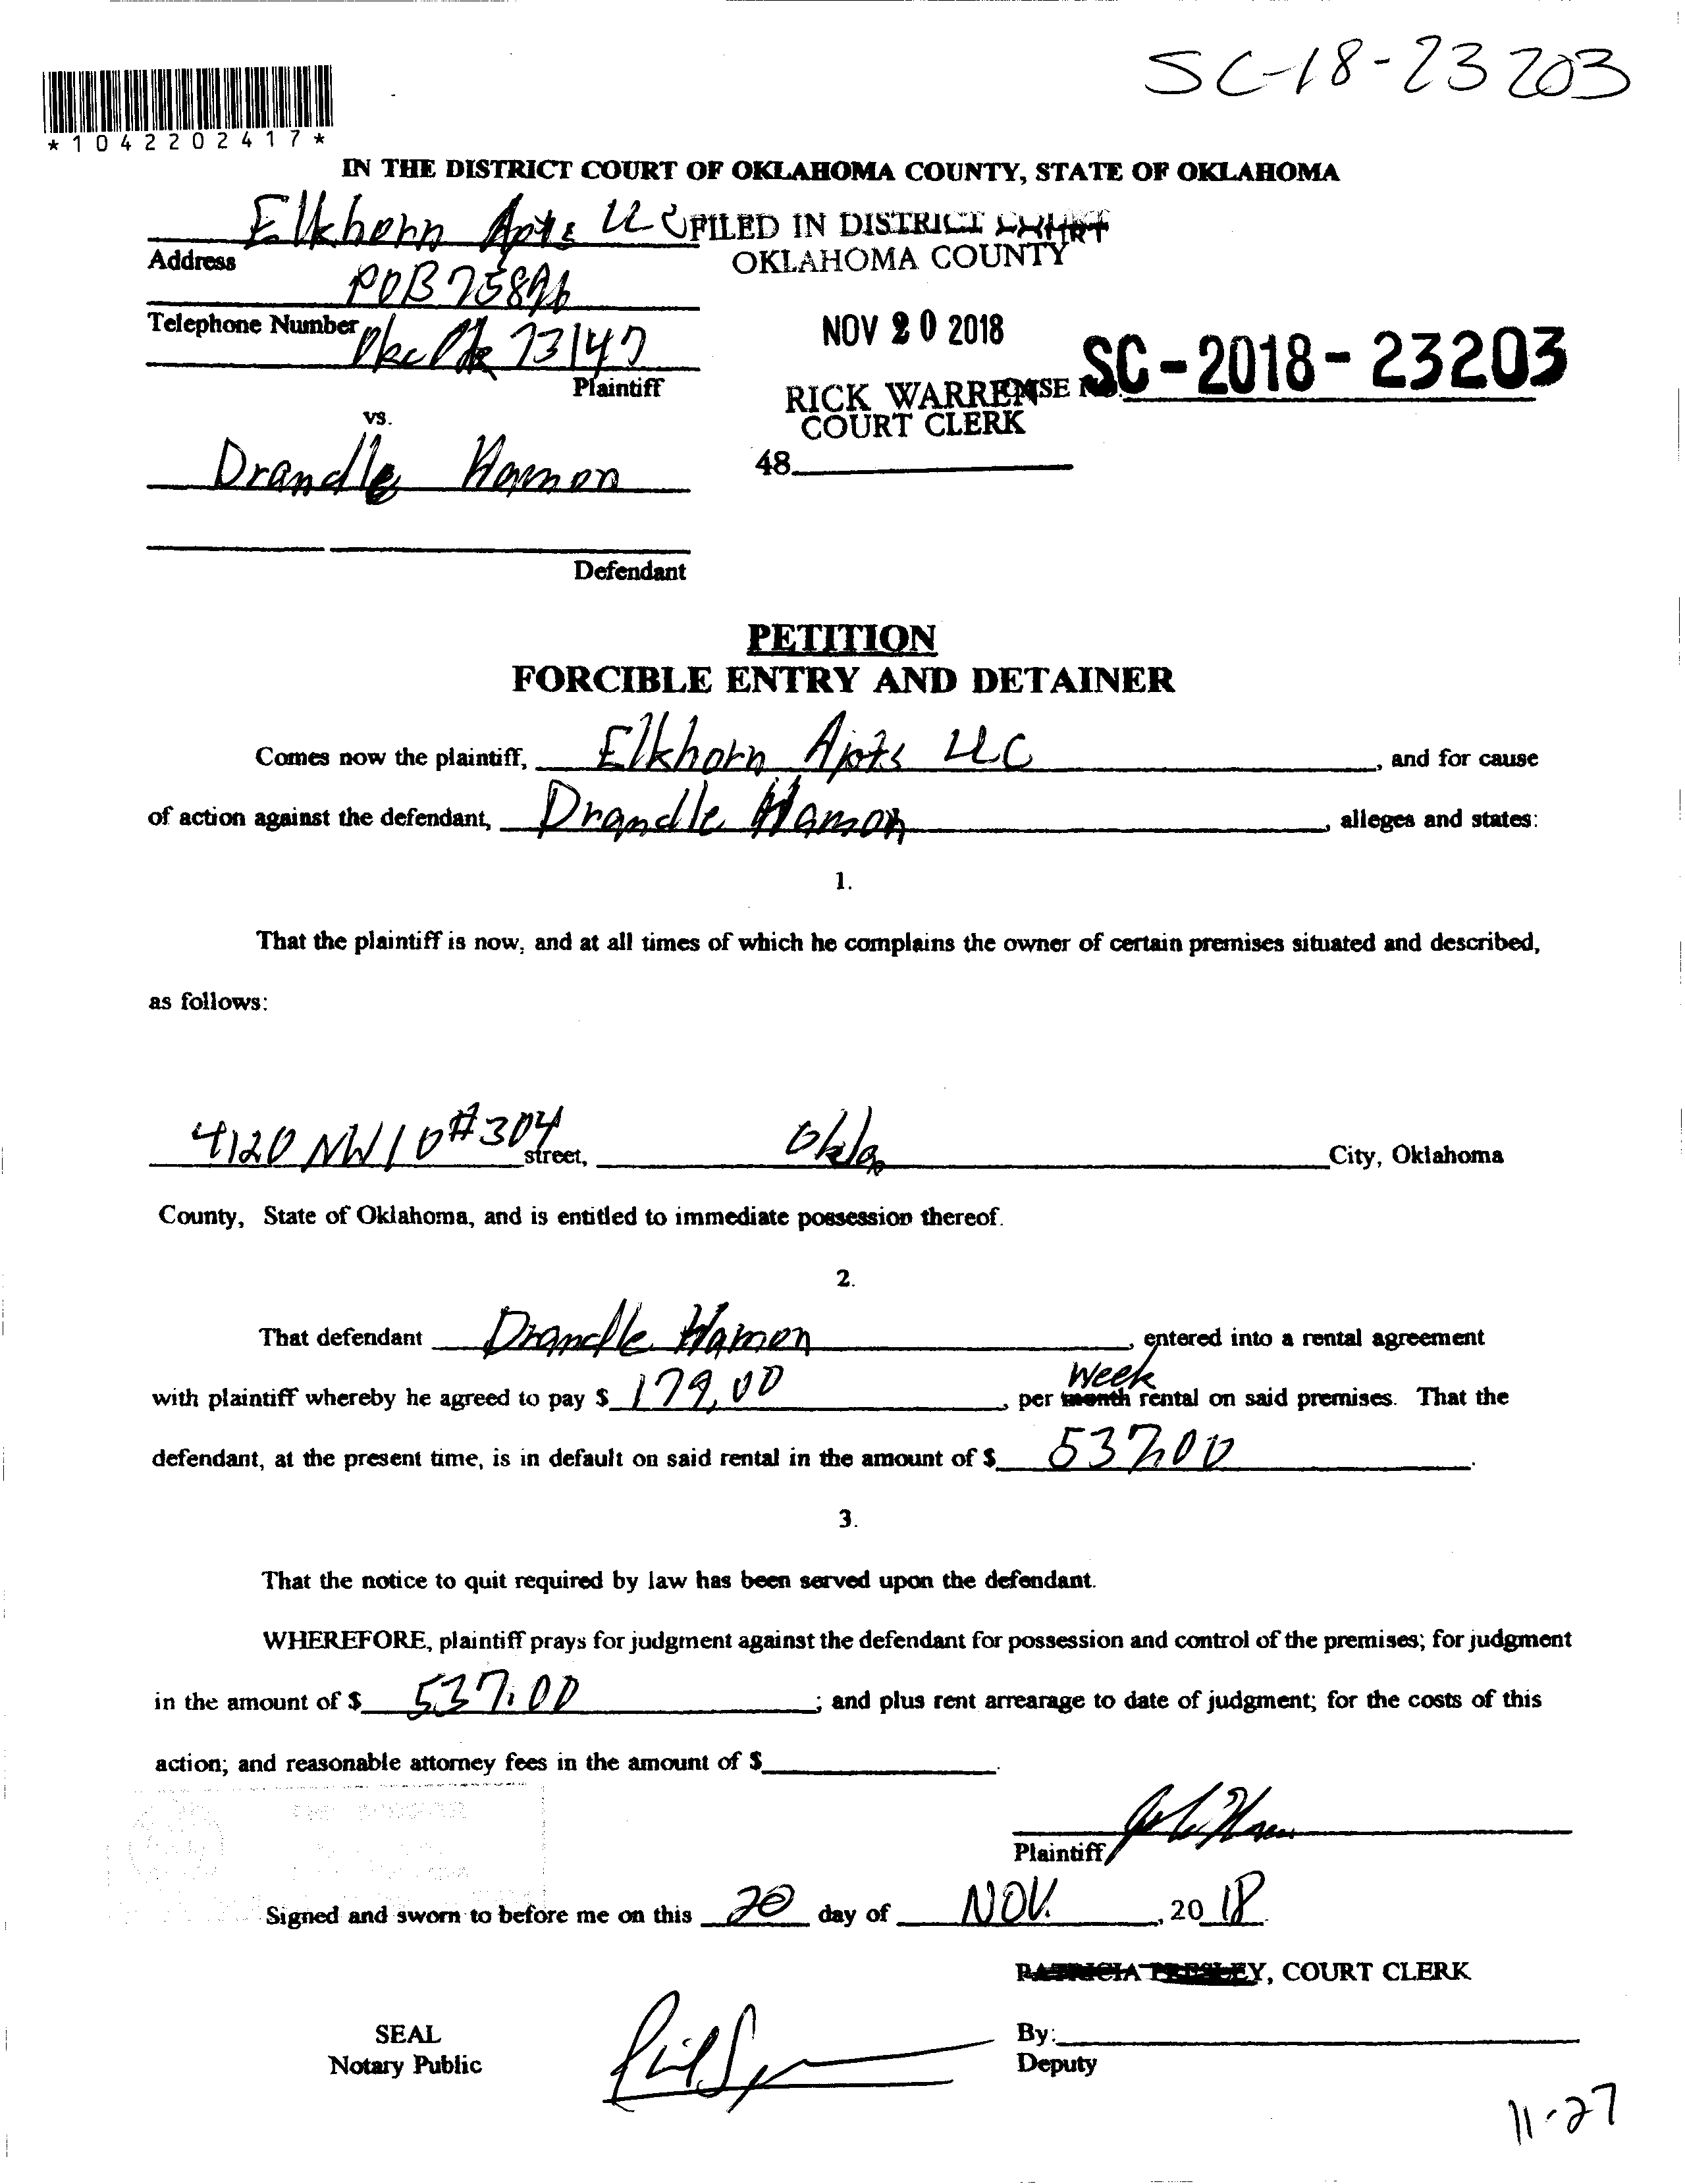 SC-18-23203
*1042202417*
IN THE DISTRICT COURT OF OKLAHOMA COUNTY, STATE OF OKLAHOMA
Elkhorn Apts LLC
FILED IN DISTRICT COURT
OKLAHOMA COUNTY
Address
POB 75896
Telephone Number
Okc Ok 73147
NOV 20 2018
Plaintiff
RICK WARREN
COURT CLERK
SC-2018-23203
vs.
48.
Drandle Hamon
Defendant
PETITION
FORCIBLE ENTRY AND DETAINER
Comes now the plaintiff, Elkhorn Apts LLC, and for cause
of action against the defendant, Drandle Hamon, alleges and states:
1.
That the plaintiff is now, and at all times of which he complains the owner of certain premises situated and described,
as follows:
4120 NW 10 #304 street, Okla City, Oklahoma
County, State of Oklahoma, and is entitled to immediate possession thereof.
2.
That defendant Drandle Hamon, entered into a rental agreement
Week
with plaintiff whereby he agreed to pay $ 179.00, per month rental on said premises. That the
defendant, at the present time, is in default on said rental in the amount of $ 537.00.
3.
That the notice to quit required by law has been served upon the defendant.
WHEREFORE, plaintiff prays for judgment against the defendant for possession and control of the premises; for judgment
in the amount of $ 537.00; and plus rent arrearage to date of judgment; for the costs of this
action; and reasonable attorney fees in the amount of $
Plaintiff
Signed and sworn to before me on this 20 day of NOV., 2018.
PATRICIA PRESLEY, COURT CLERK
SEAL
Notary Public
By:
Deputy
11-27